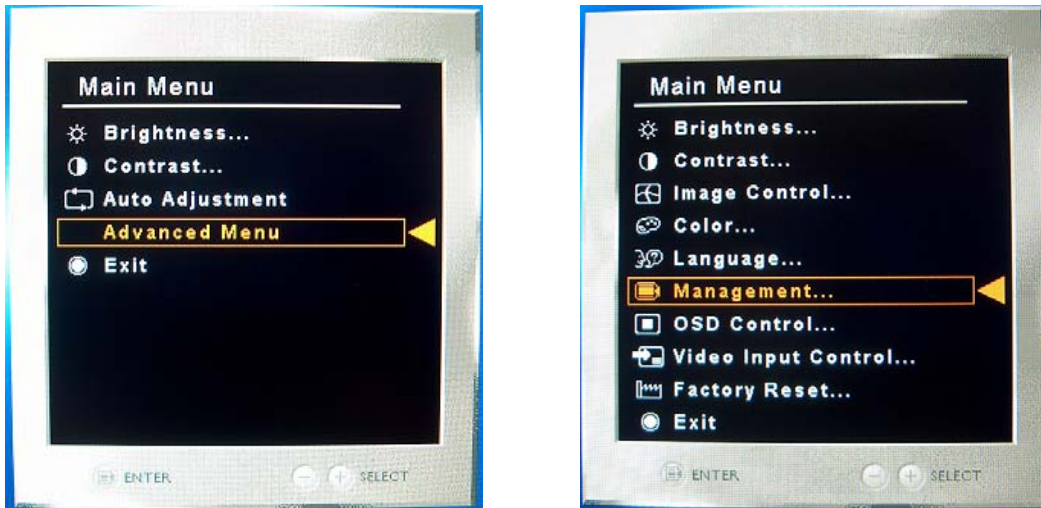 Main Menu
Brightness...
Contrast...
Auto Adjustment
Advanced Menu
Exit
ENTER
SELECT
Main Menu
Brightness...
Contrast...
Image Control...
Color...
Language...
Management...
OSD Control...
Video Input Control...
Factory Reset...
Exit
ENTER
SELECT